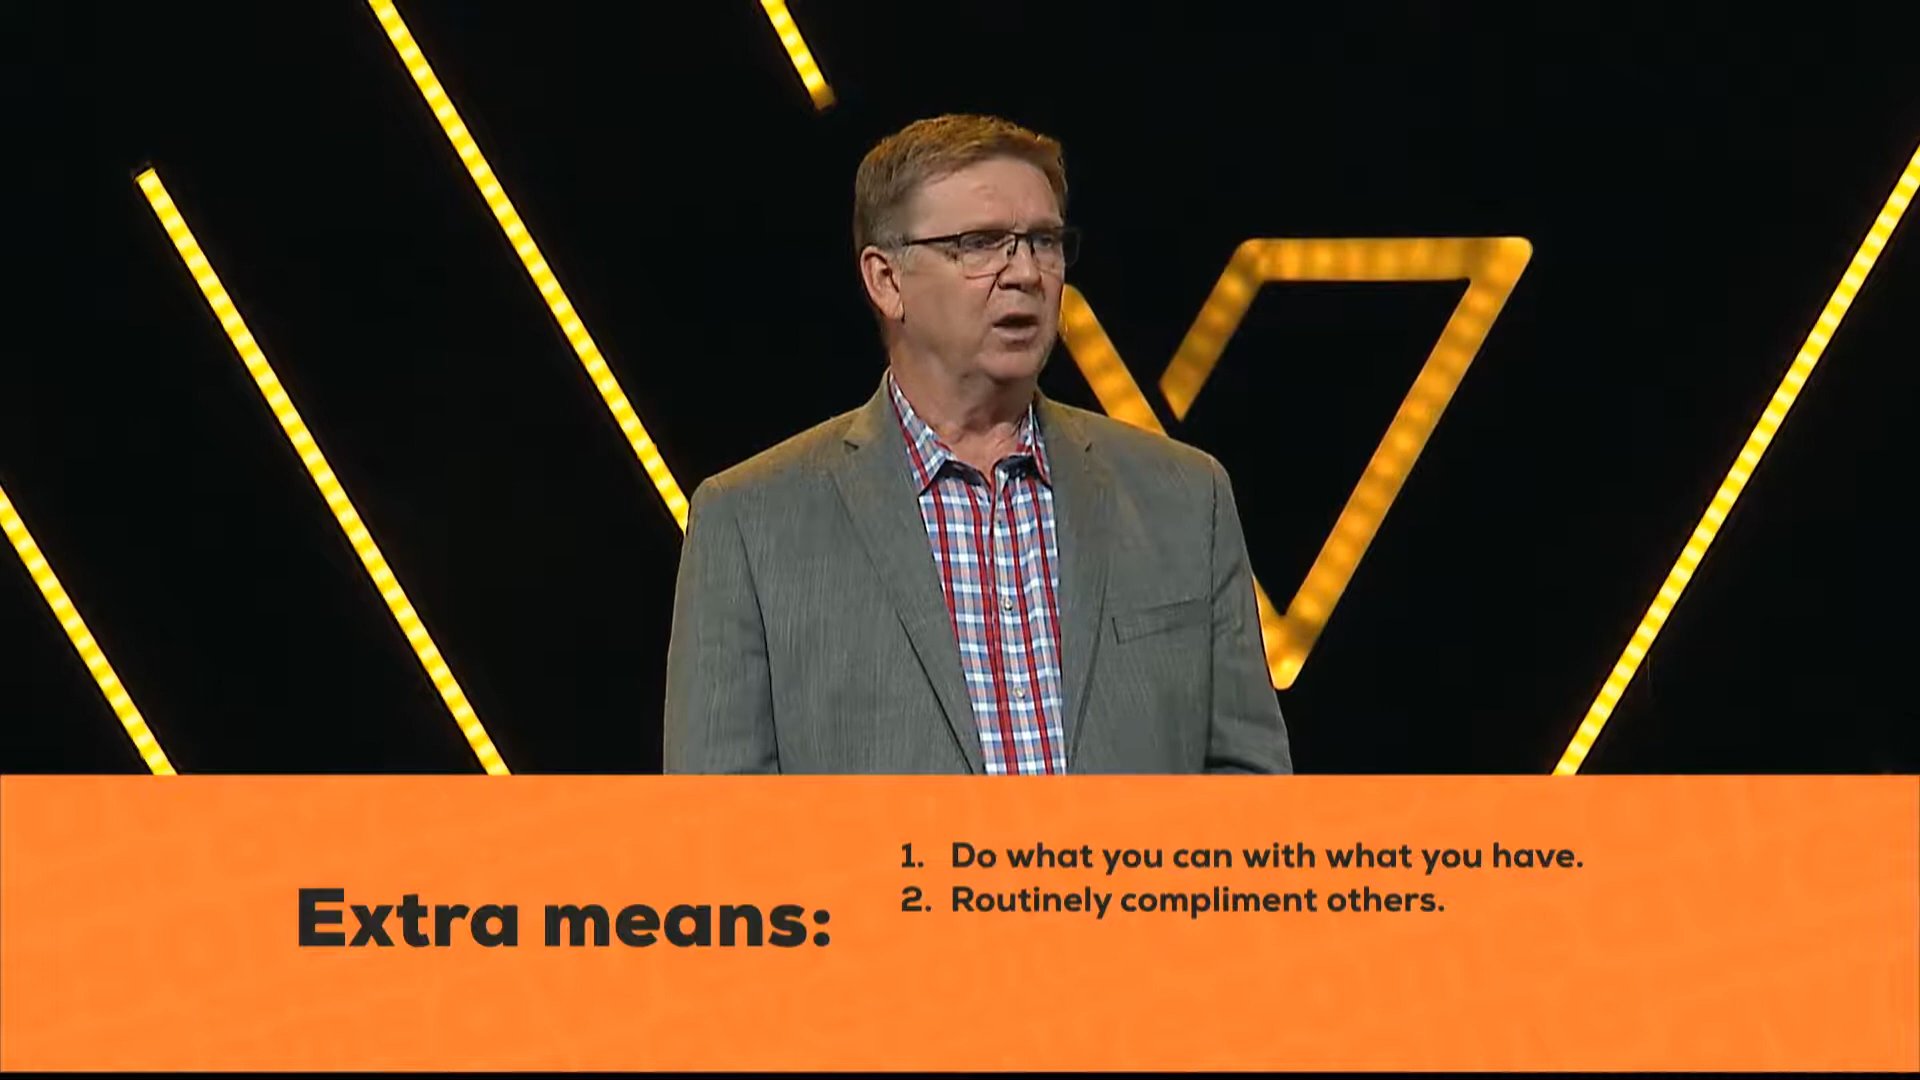 Extra means:
1. Do what you can with what you have.
2. Routinely compliment others.